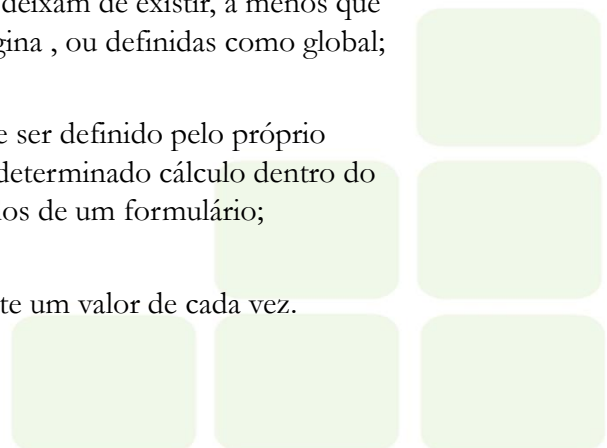 deixam de existir, a menos que
gina , ou definidas como global;
e ser definido pelo próprio
determinado cálculo dentro do
os de um formulário;
te um valor de cada vez.